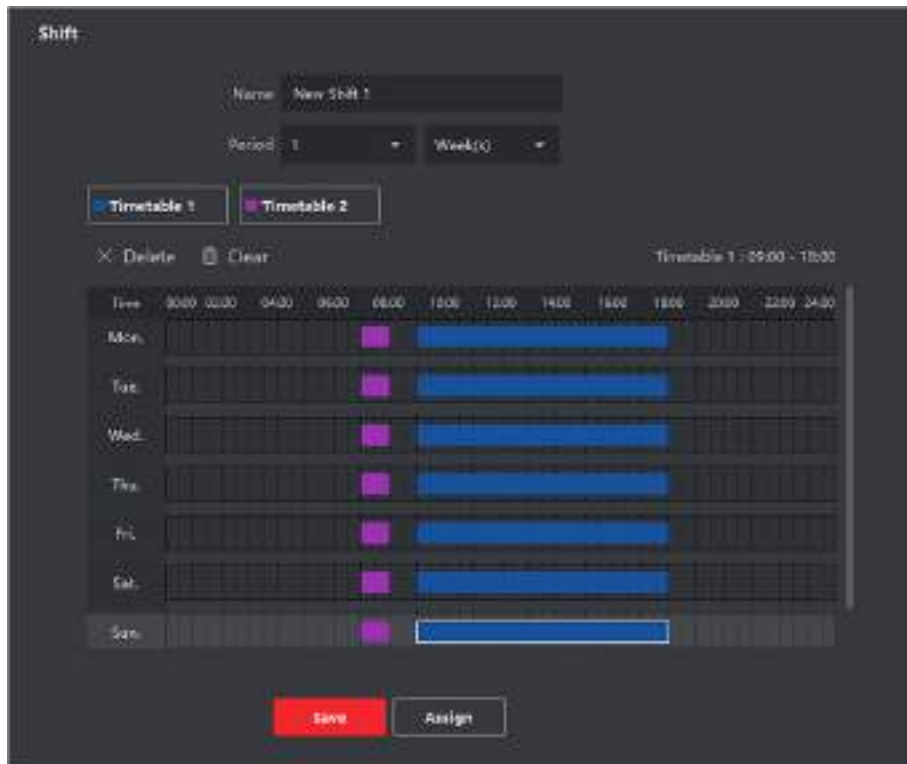 Shift
Name New Shift 1
Period 1 Week(s)
Timetable 1 Timetable 2
Delete Clear Timetable 1 : 09:00 - 18:00
Time 00:00 02:00 04:00 06:00 08:00 10:00 12:00 14:00 16:00 18:00 20:00 22:00 24:00
Mon.
Tue.
Wed.
Thu.
Fri.
Sat.
Sun.
Save Assign